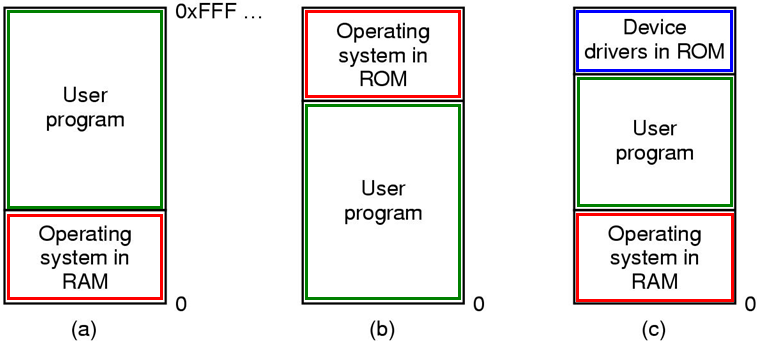 0xFFF ...
User
program
Operating
system in
RAM
0
(a)
Operating
system in
ROM
User
program
0
(b)
Device
drivers in ROM
User
program
Operating
system in
RAM
0
(c)